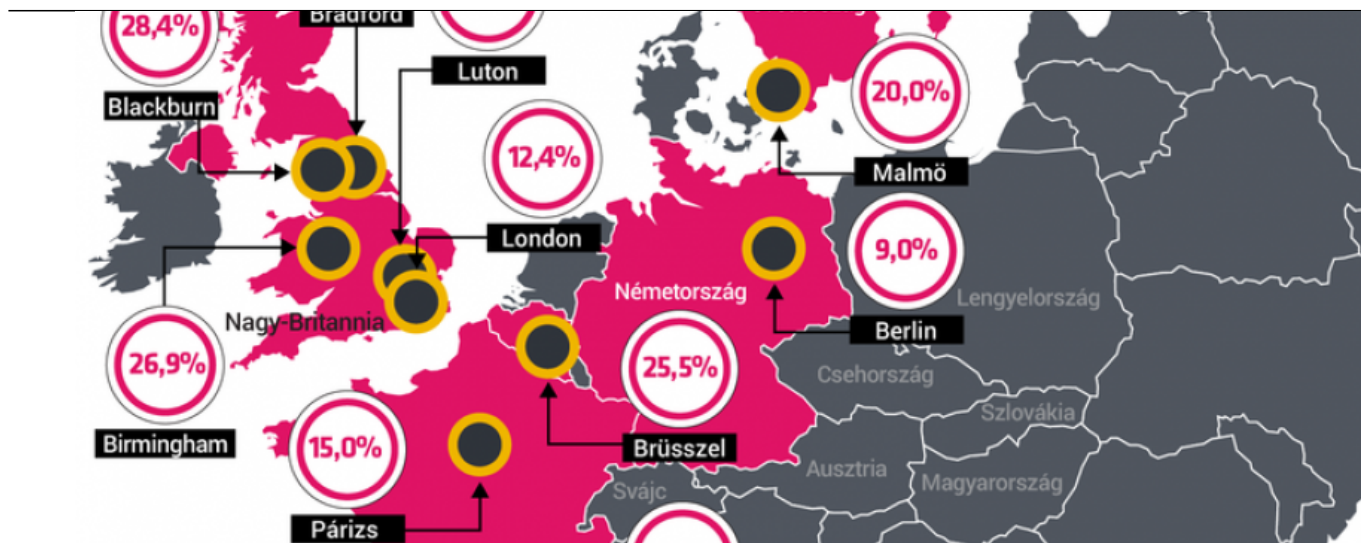 28,4%
Bradford
Luton
Blackburn
20,0%
12,4%
Malmö
London
9,0%
Németország
Lengyelország
Nagy-Britannia
Berlin
26,9%
25,5%
Csehország
Szlovákia
Birmingham
15,0%
Brüsszel
Ausztria
Svájc
Magyarország
Párizs